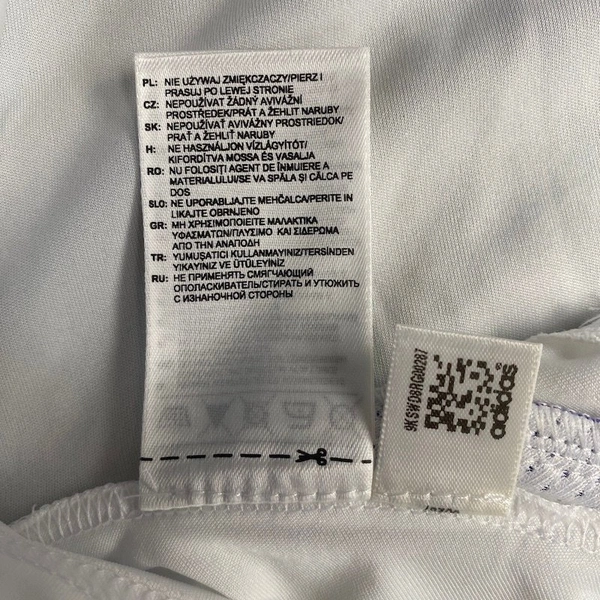 PL: NIE UŻYWAJ ZMIĘKCZACZY/PIERZ I
PRASUJ PO LEWEJ STRONIE
CZ: NEPOUŽÍVAT ŽÁDNÝ AVIVÁŽNÍ
PROSTŘEDEK/PRÁT A ŽEHLIT NARUBY
SK: NEPOUŽÍVAŤ AVIVÁŽNY PROSTRIEDOK/
PRAŤ A ŽEHLIŤ NARUBY
H: NE HASZNÁLJON VÍZLÁGYÍTÓT/
KIFORDÍTVA MOSSA ÉS VASALJA
RO: NU FOLOSIȚI AGENT DE ÎNMUIERE A
MATERIALULUI/SE VA SPĂLA ȘI CĂLCA PE
DOS
SLO: NE UPORABLJAJTE MEHČALCA/PERITE IN
LIKAJTE OBRNJENO
GR: ΜΗ ΧΡΗΣΙΜΟΠΟΙΕΙΤΕ ΜΑΛΑΚΤΙΚΑ
ΥΦΑΣΜΑΤΩΝ/ΠΛΥΣΙΜΟ ΚΑΙ ΣΙΔΕΡΩΜΑ
ΑΠΟ ΤΗΝ ΑΝΑΠΟΔΗ
TR: YUMUŞATICI KULLANMAYINIZ/TERSİNDEN
YIKAYINIZ VE ÜTÜLEYİNİZ
RU: НЕ ПРИМЕНЯТЬ СМЯГЧАЮЩИЙ
ОПОЛАСКИВАТЕЛЬ/СТИРАТЬ И УТЮЖИТЬ
С ИЗНАНОЧНОЙ СТОРОНЫ
9KSWD8RG00287
adidas